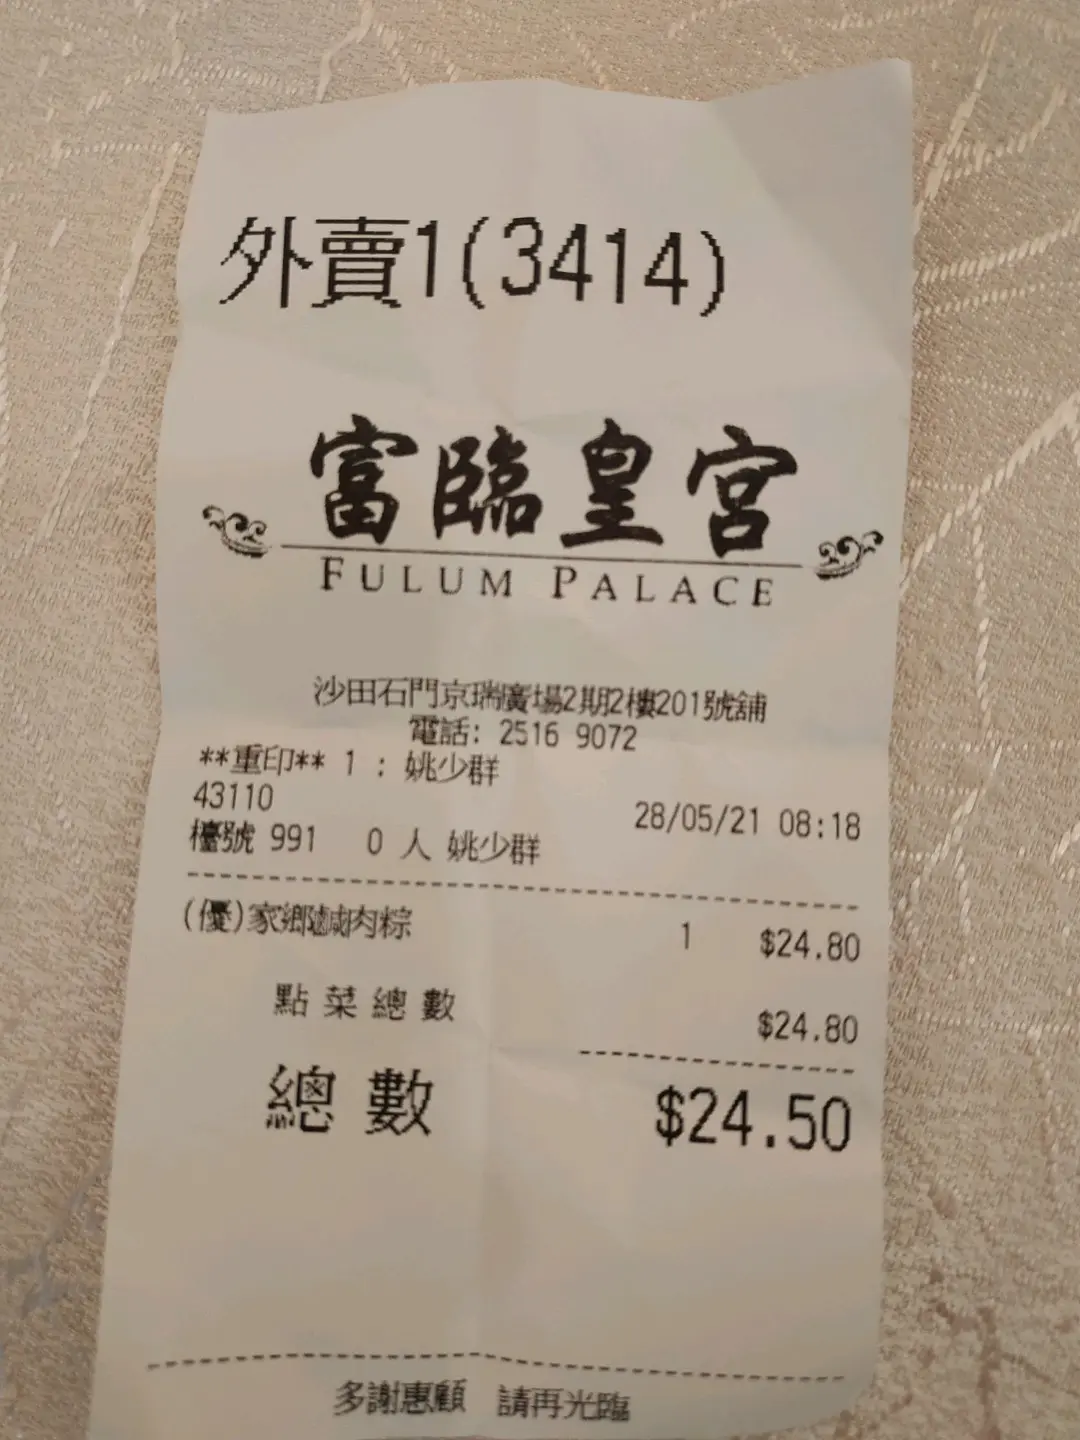 外賣1(3414)
富臨皇宮
FULUM PALACE
沙田石門京瑞廣場2期2樓201號舖
電話: 2516 9072
**重印** 1 : 姚少群
43110 28/05/21 08:18
檯號 991 0 人 姚少群
(優)家鄉鹹肉粽 1 $24.80
點菜總數 $24.80
總數 $24.50
多謝惠顧 請再光臨